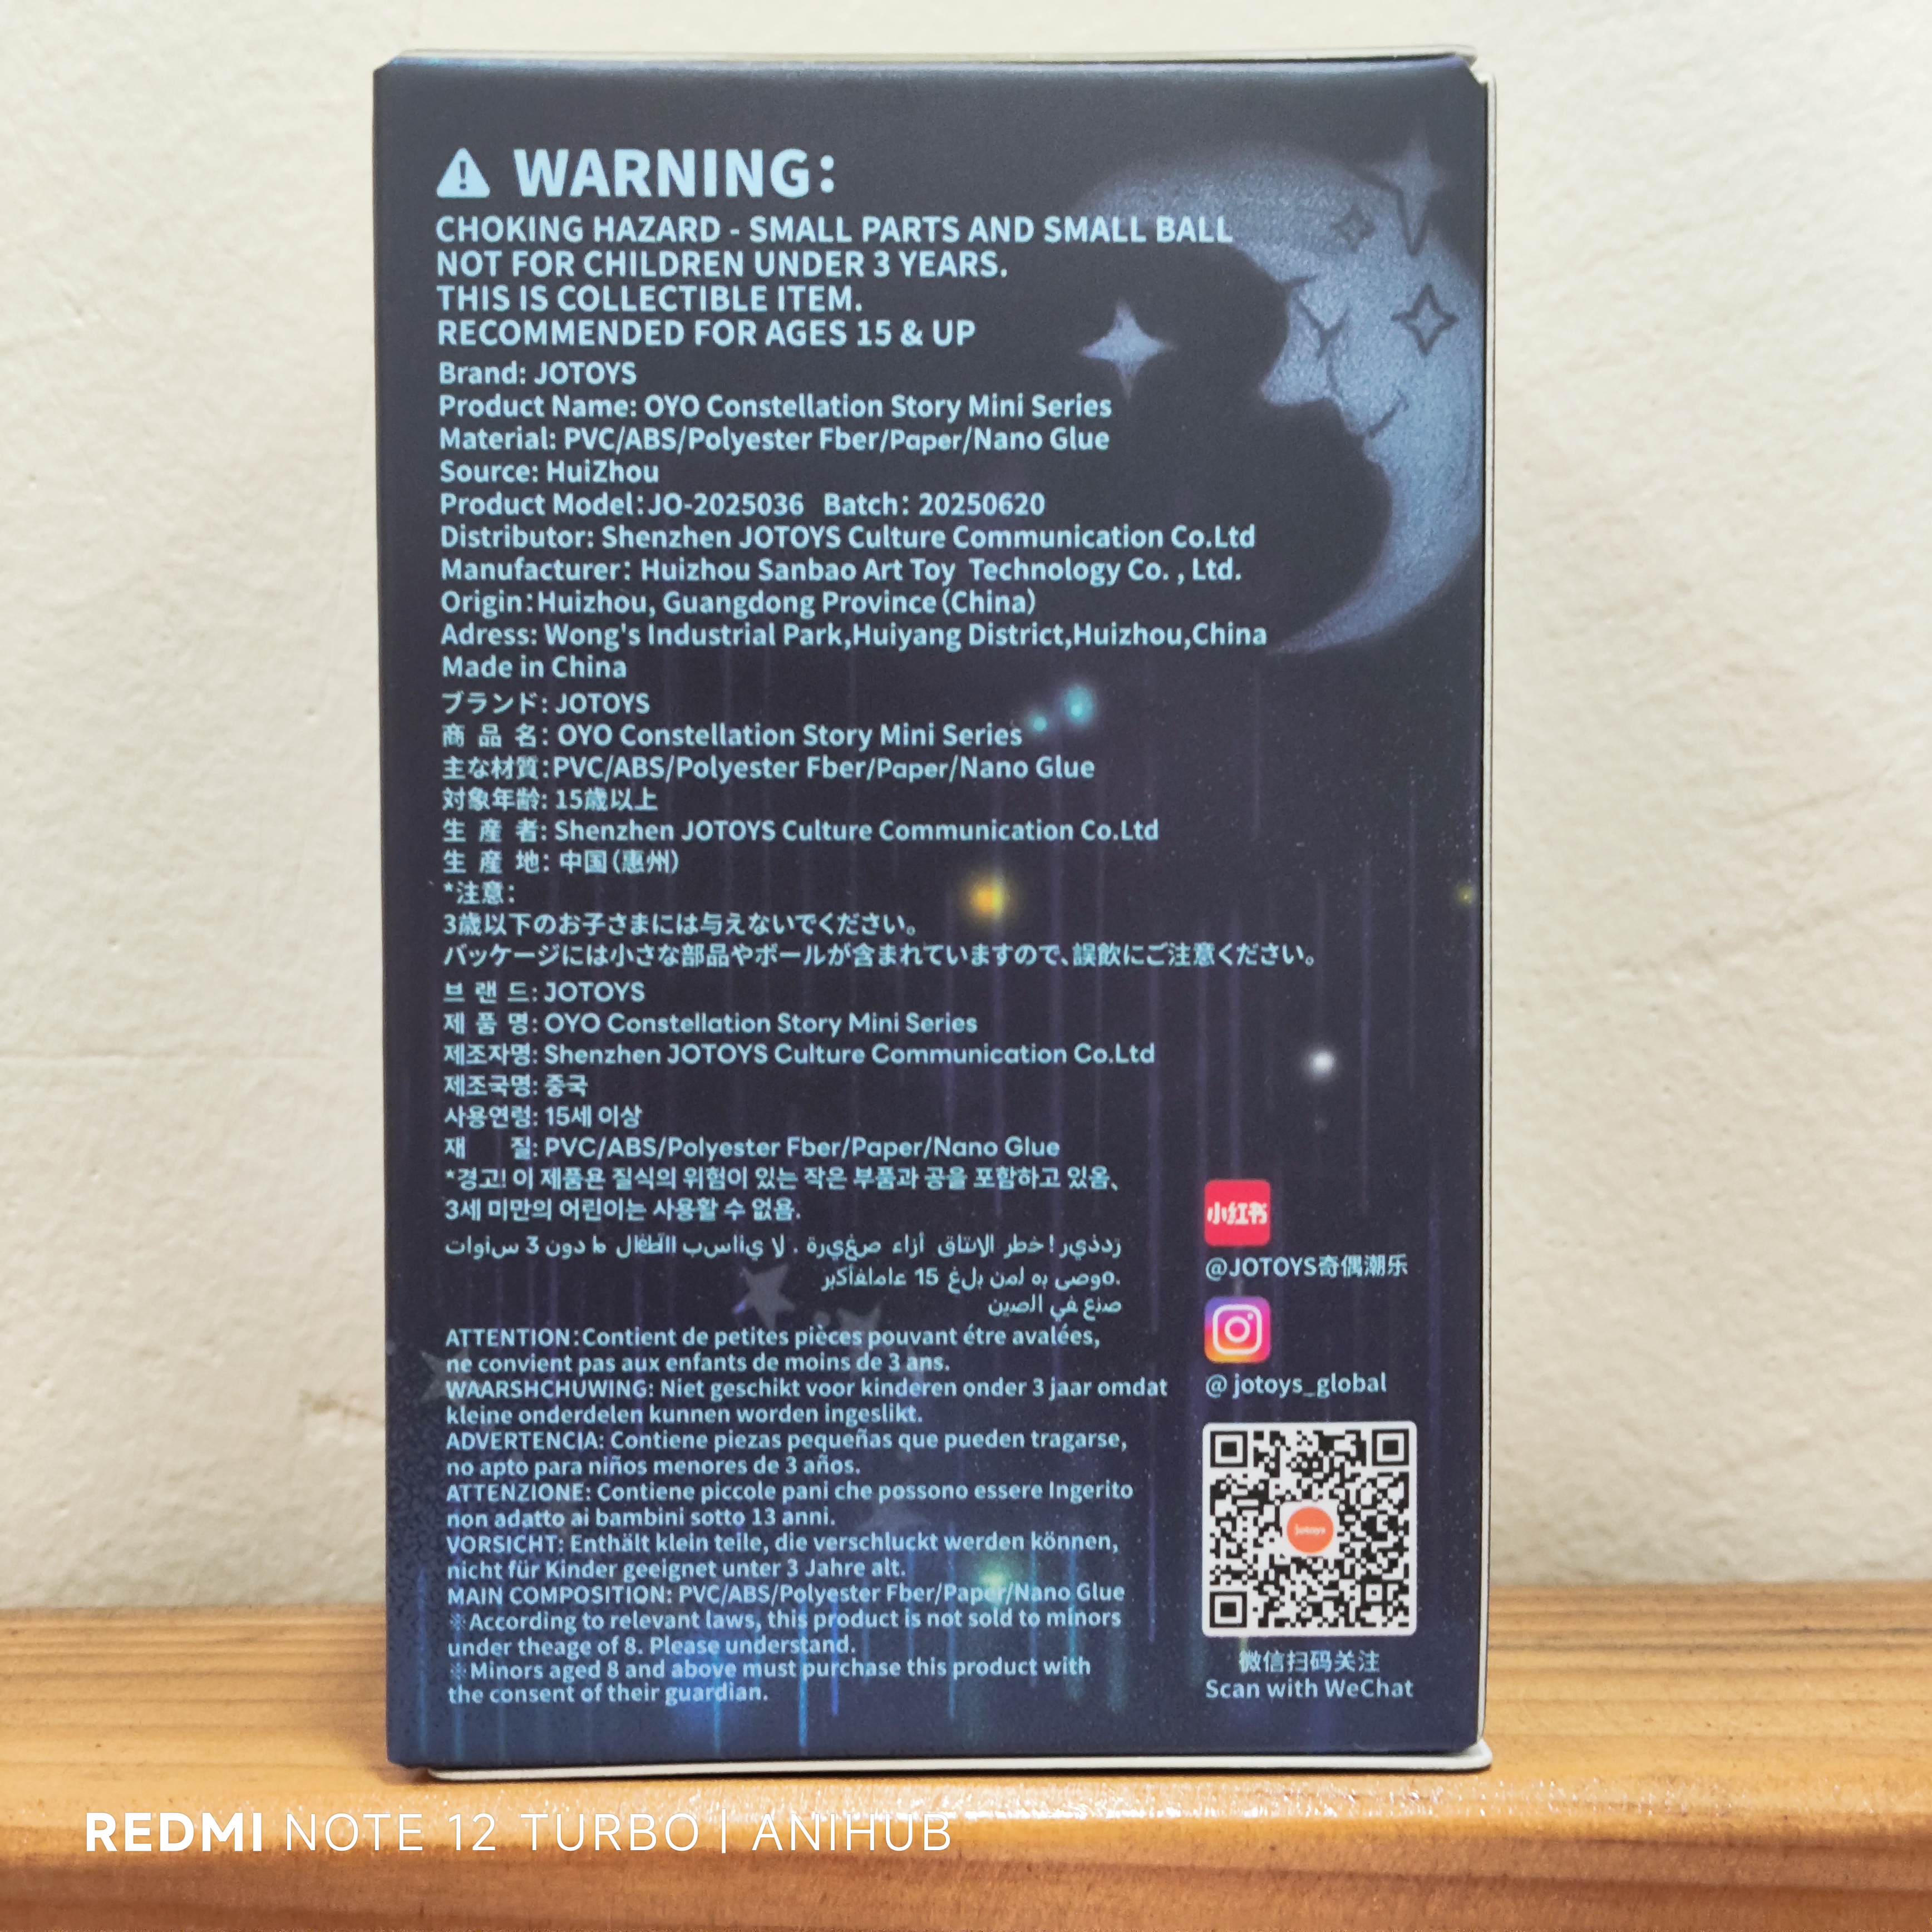 WARNING:
CHOKING HAZARD - SMALL PARTS AND SMALL BALL
NOT FOR CHILDREN UNDER 3 YEARS.
THIS IS COLLECTIBLE ITEM.
RECOMMENDED FOR AGES 15 & UP
Brand: JOTOYS
Product Name: OYO Constellation Story Mini Series
Material: PVC/ABS/Polyester Fber/Paper/Nano Glue
Source: HuiZhou
Product Model:JO-2025036 Batch: 20250620
Distributor: Shenzhen JOTOYS Culture Communication Co.Ltd
Manufacturer: Huizhou Sanbao Art Toy Technology Co. , Ltd.
Origin:Huizhou, Guangdong Province(China)
Adress: Wong's Industrial Park,Huiyang District,Huizhou,China
Made in China
ブランド: JOTOYS
商 品 名: OYO Constellation Story Mini Series
主な材質:PVC/ABS/Polyester Fber/Paper/Nano Glue
対象年齢: 15歳以上
生 産 者: Shenzhen JOTOYS Culture Communication Co.Ltd
生 産 地: 中国(惠州)
*注意:
3歳以下のお子さまには与えないでください。
パッケージには小さな部品やボールが含まれていますので、誤飲にご注意ください。
브 랜 드: JOTOYS
제 품 명: OYO Constellation Story Mini Series
제조자명: Shenzhen JOTOYS Culture Communication Co.Ltd
제조국명: 중국
사용연령: 15세 이상
재 질: PVC/ABS/Polyester Fber/Paper/Nano Glue
*경고! 이 제품욘 질식의 위험이 있는 작은 부품과 공을 포함하고 있옴、
3세 미만의 어린이는 사용활 수 없욤.
! خطر
. لا
دون 3
15
في الصين
ATTENTION:Contient de petites pièces pouvant étre avalées,
ne convient pas aux enfants de moins de 3 ans.
WAARSHCHUWING: Niet geschikt voor kinderen onder 3 jaar omdat
kleine onderdelen kunnen worden ingeslikt.
ADVERTENCIA: Contiene piezas pequeñas que pueden tragarse,
no apto para niños menores de 3 años.
ATTENZIONE: Contiene piccole pani che possono essere Ingerito
non adatto ai bambini sotto 13 anni.
VORSICHT: Enthält klein teile, die verschluckt werden können,
nicht für Kinder geeignet unter 3 Jahre alt.
MAIN COMPOSITION: PVC/ABS/Polyester Fber/Paper/Nano Glue
※According to relevant laws, this product is not sold to minors
under theage of 8. Please understand.
※Minors aged 8 and above must purchase this product with
the consent of their guardian.
小红书
@JOTOYS奇偶潮乐
@ jotoys_global
jotoys
微信扫码关注
Scan with WeChat
REDMI NOTE 12 TURBO | ANIHUB